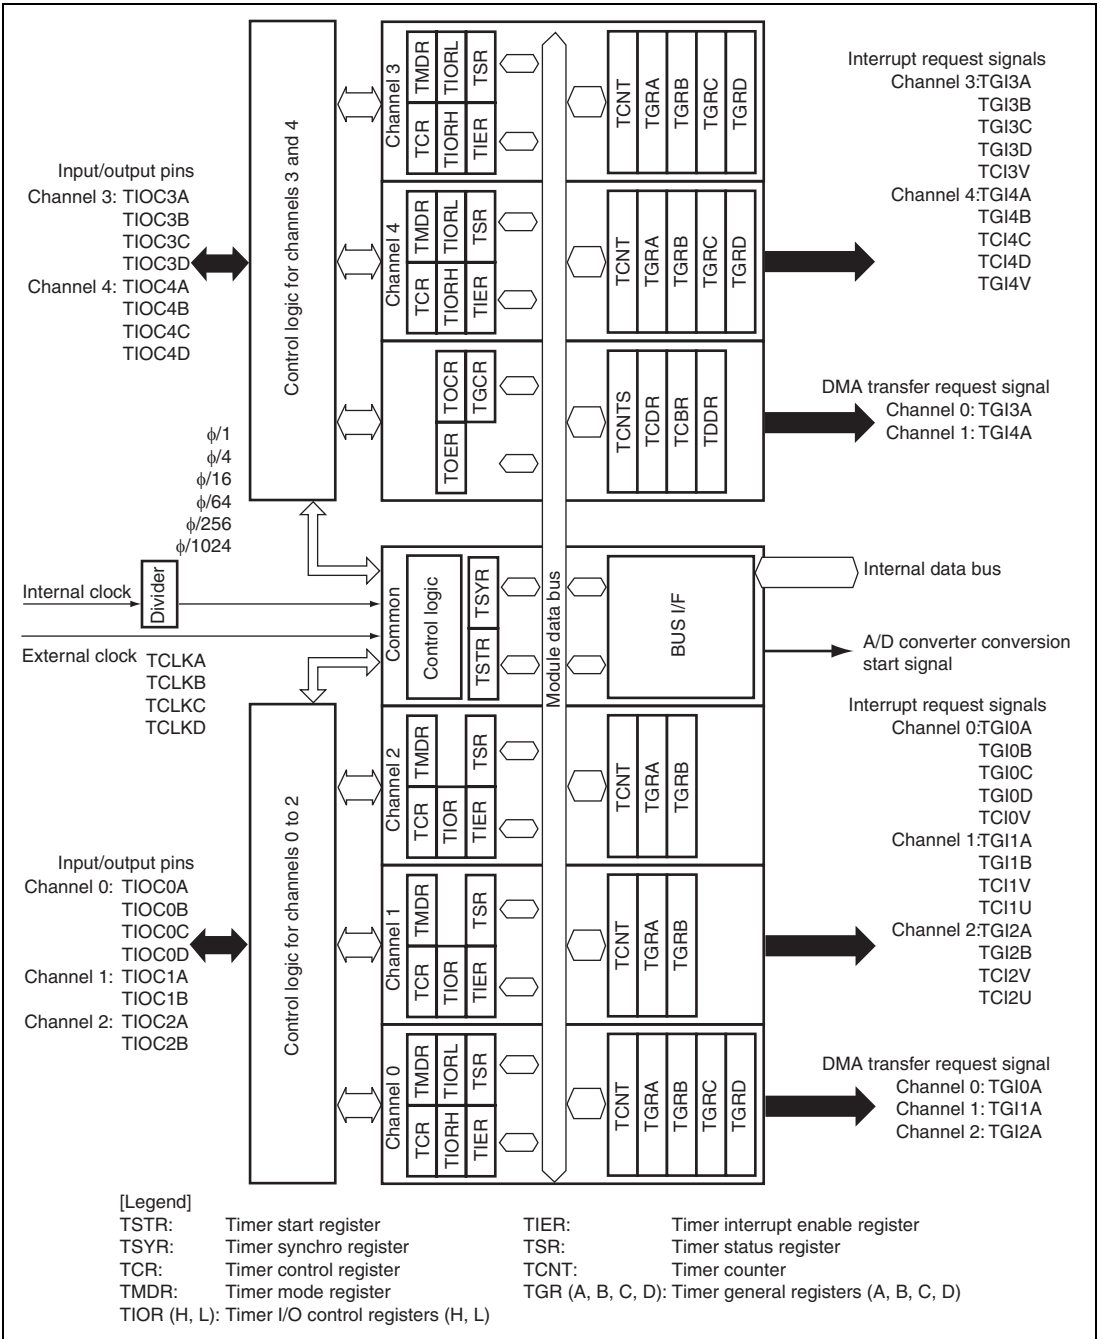 Input/output pins
Channel 3: TIOC3A
TIOC3B
TIOC3C
TIOC3D
Channel 4: TIOC4A
TIOC4B
TIOC4C
TIOC4D
ϕ/1
ϕ/4
ϕ/16
ϕ/64
ϕ/256
ϕ/1024
Internal clock
Divider
External clock
TCLKA
TCLKB
TCLKC
TCLKD
Input/output pins
Channel 0: TIOC0A
TIOC0B
TIOC0C
TIOC0D
Channel 1: TIOC1A
TIOC1B
Channel 2: TIOC2A
TIOC2B
Control logic for channels 3 and 4
Control logic for channels 0 to 2
Channel 3
TMDR
TIORL
TSR
TCR
TIORH
TIER
TCNT
TGRA
TGRB
TGRC
TGRD
Channel 4
TMDR
TIORL
TSR
TCR
TIORH
TIER
TCNT
TGRA
TGRB
TGRC
TGRD
TOCR
TGCR
TOER
TCNTS
TCDR
TCBR
TDDR
Common
Control logic
TSYR
TSTR
Module data bus
BUS I/F
Channel 2
TMDR
TSR
TCR
TIOR
TIER
TCNT
TGRA
TGRB
Channel 1
TMDR
TSR
TCR
TIOR
TIER
TCNT
TGRA
TGRB
Channel 0
TMDR
TIORL
TSR
TCR
TIORH
TIER
TCNT
TGRA
TGRB
TGRC
TGRD
Interrupt request signals
Channel 3:TGI3A
TGI3B
TGI3C
TGI3D
TCI3V
Channel 4:TGI4A
TGI4B
TCI4C
TCI4D
TGI4V
DMA transfer request signal
Channel 0: TGI3A
Channel 1: TGI4A
Internal data bus
A/D converter conversion
start signal
Interrupt request signals
Channel 0:TGI0A
TGI0B
TGI0C
TGI0D
TCI0V
Channel 1:TGI1A
TGI1B
TCI1V
TCI1U
Channel 2:TGI2A
TGI2B
TCI2V
TCI2U
DMA transfer request signal
Channel 0: TGI0A
Channel 1: TGI1A
Channel 2: TGI2A
[Legend]
TSTR: Timer start register
TSYR: Timer synchro register
TCR: Timer control register
TMDR: Timer mode register
TIOR (H, L): Timer I/O control registers (H, L)
TIER: Timer interrupt enable register
TSR: Timer status register
TCNT: Timer counter
TGR (A, B, C, D): Timer general registers (A, B, C, D)